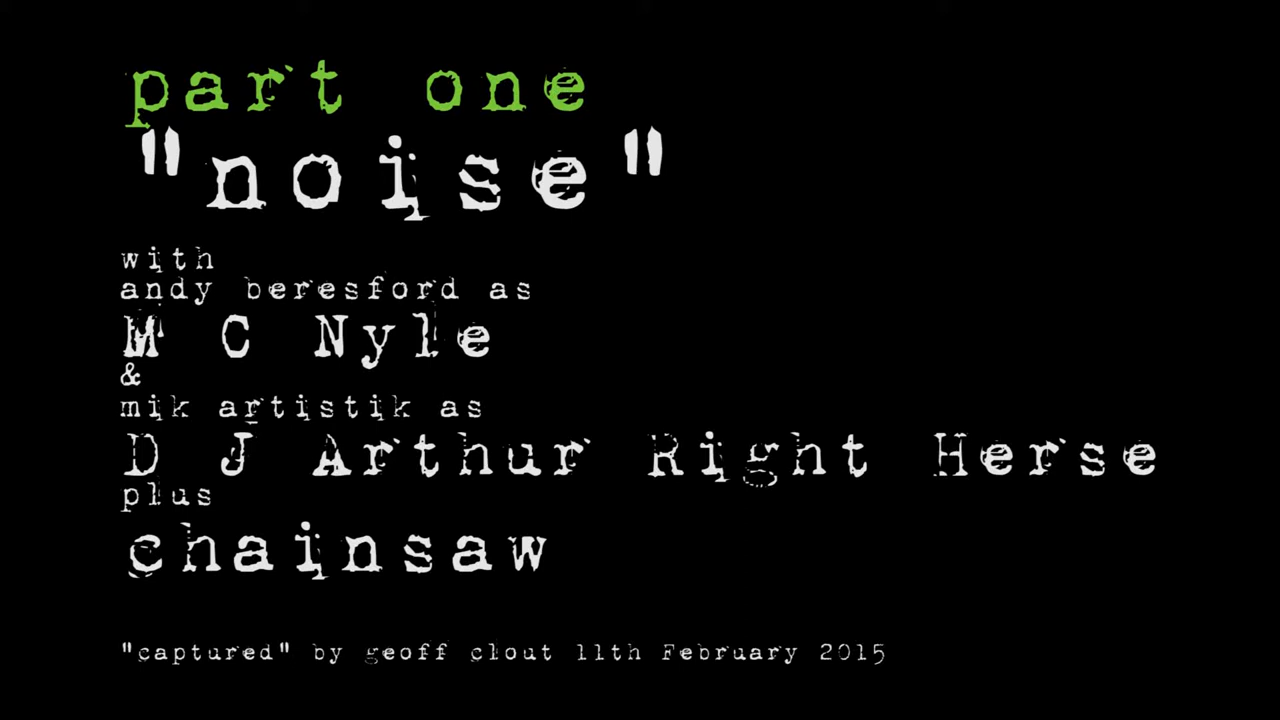 part one
"noise"
with
andy beresford as
M C Nyle
&
mik artistik as
D J Arthur Right Herse
plus
chainsaw
"captured" by geoff clout 11th February 2015